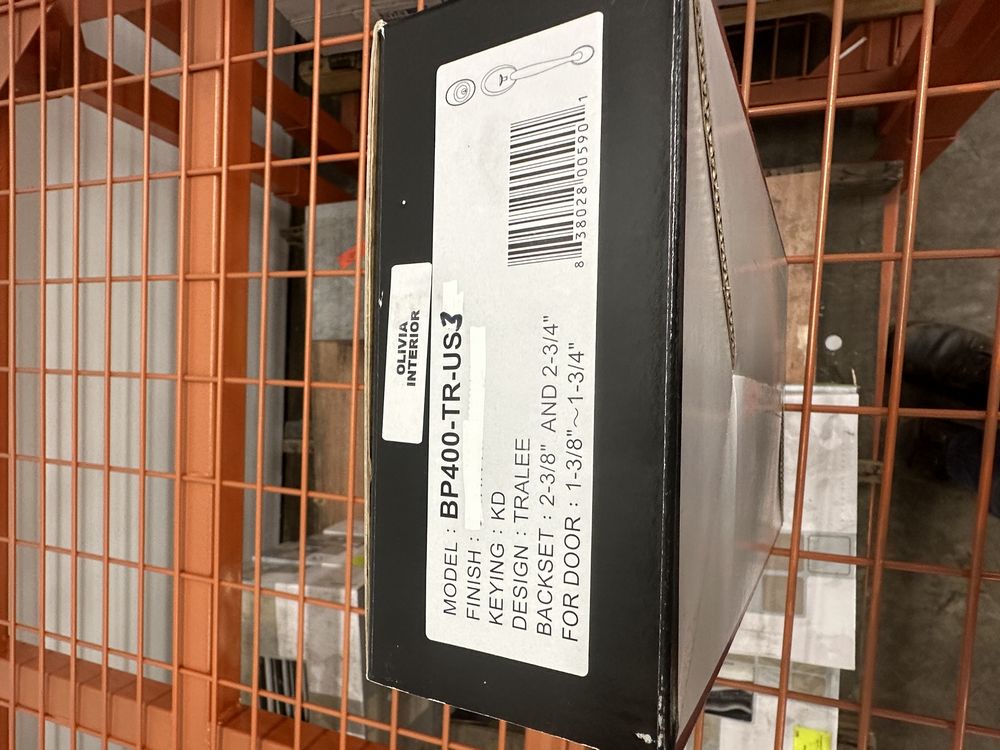 OLIVIA
INTERIOR
MODEL : BP400-TR-US3
FINISH :
KEYING : KD
DESIGN : TRALEE
BACKSET : 2-3/8" AND 2-3/4"
FOR DOOR : 1-3/8"~1-3/4"
8 38028 00590 1